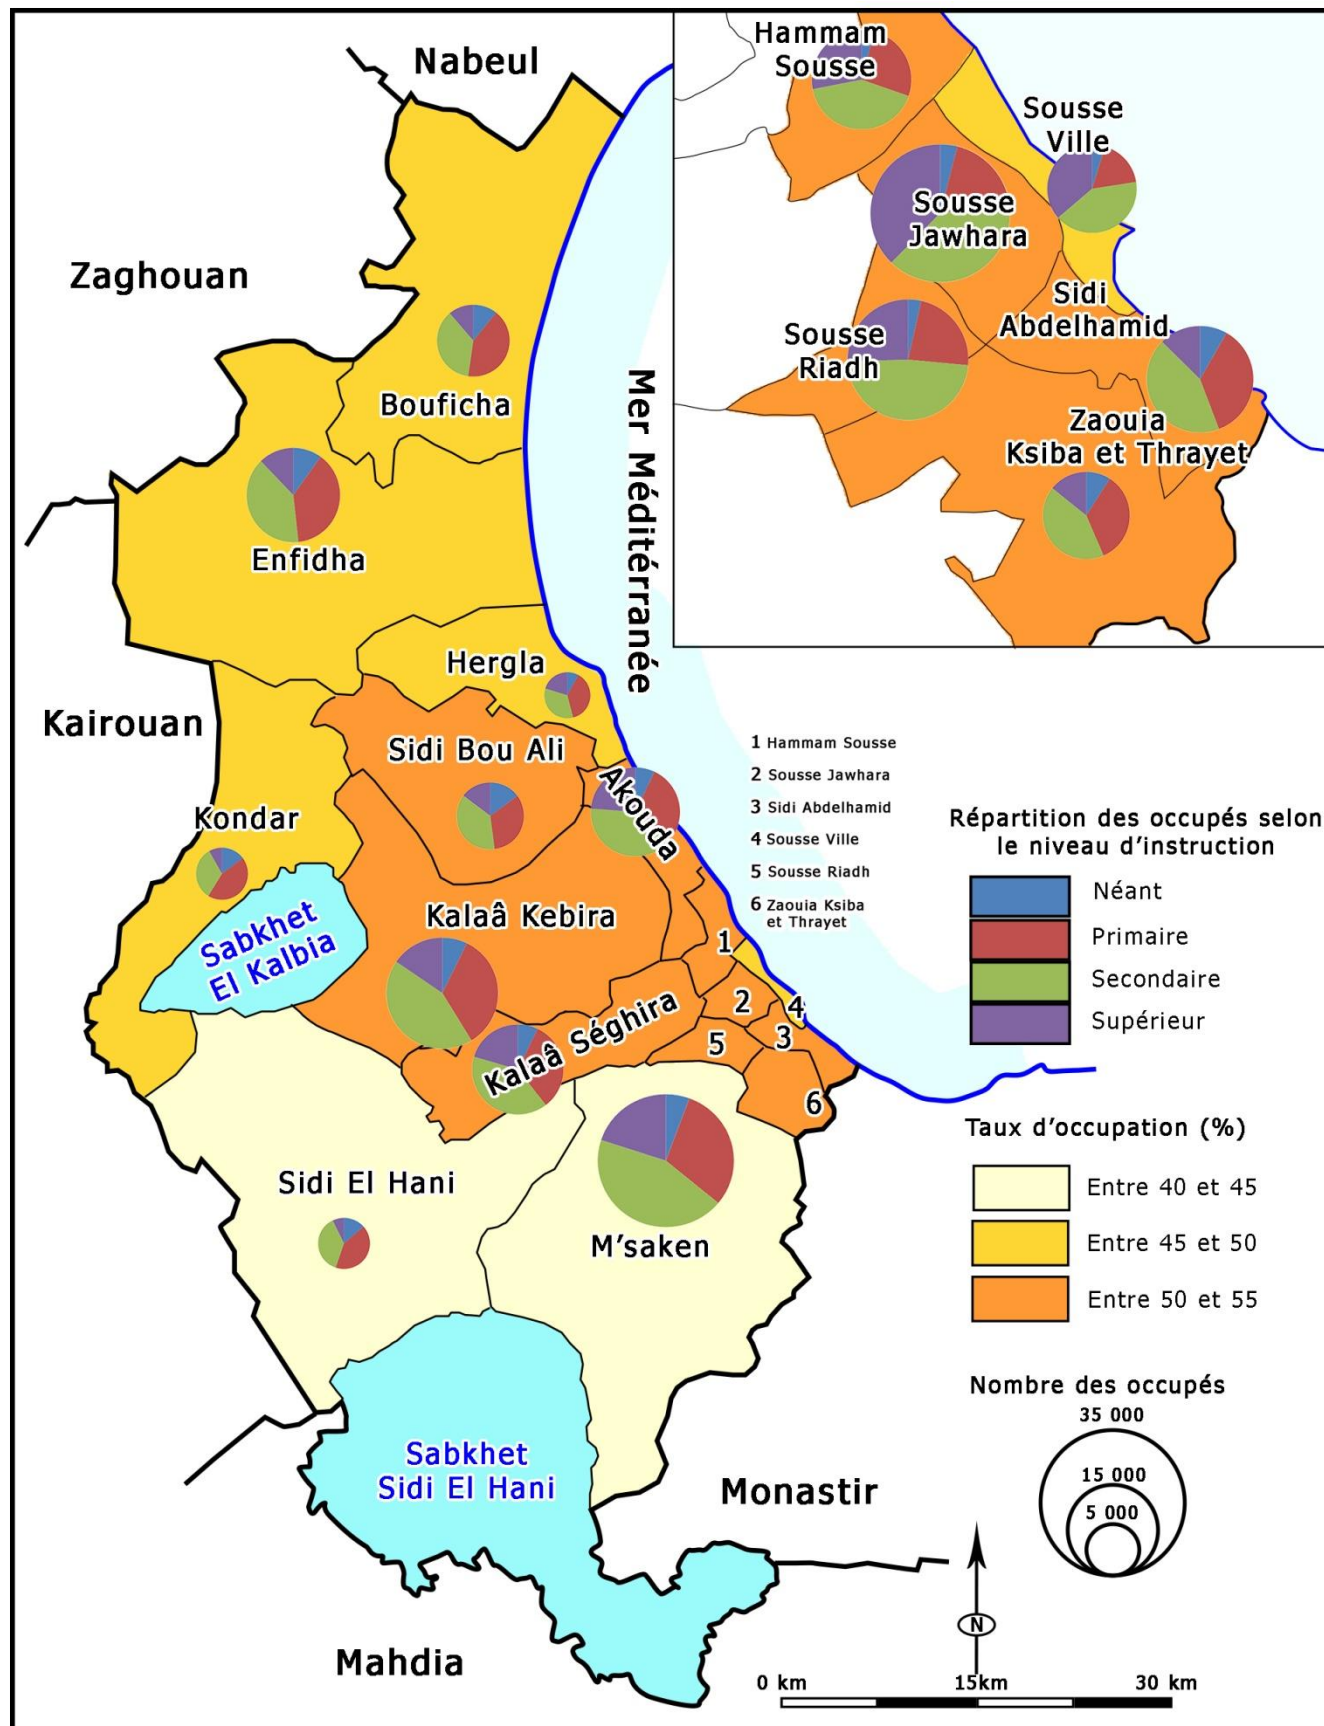 Nabeul
Zaghouan
Bouficha
Enfidha
Mer Méditérranée
Hergla
Kairouan
Sidi Bou Ali
Akouda
Kondar
Kalaâ Kebira
Sabkhet
El Kalbia
Kalaâ Séghira
1
2
4
3
5
6
Sidi El Hani
M'saken
Sabkhet
Sidi El Hani
Monastir
Mahdia
Hammam
Sousse
Sousse
Ville
Sousse
Jawhara
Sidi
Abdelhamid
Sousse
Riadh
Zaouia
Ksiba et Thrayet
1 Hammam Sousse
2 Sousse Jawhara
3 Sidi Abdelhamid
4 Sousse Ville
5 Sousse Riadh
6 Zaouia Ksiba
et Thrayet
Répartition des occupés selon
le niveau d'instruction
Néant
Primaire
Secondaire
Supérieur
Taux d'occupation (%)
Entre 40 et 45
Entre 45 et 50
Entre 50 et 55
Nombre des occupés
35 000
15 000
5 000
N
0 km 15km 30 km